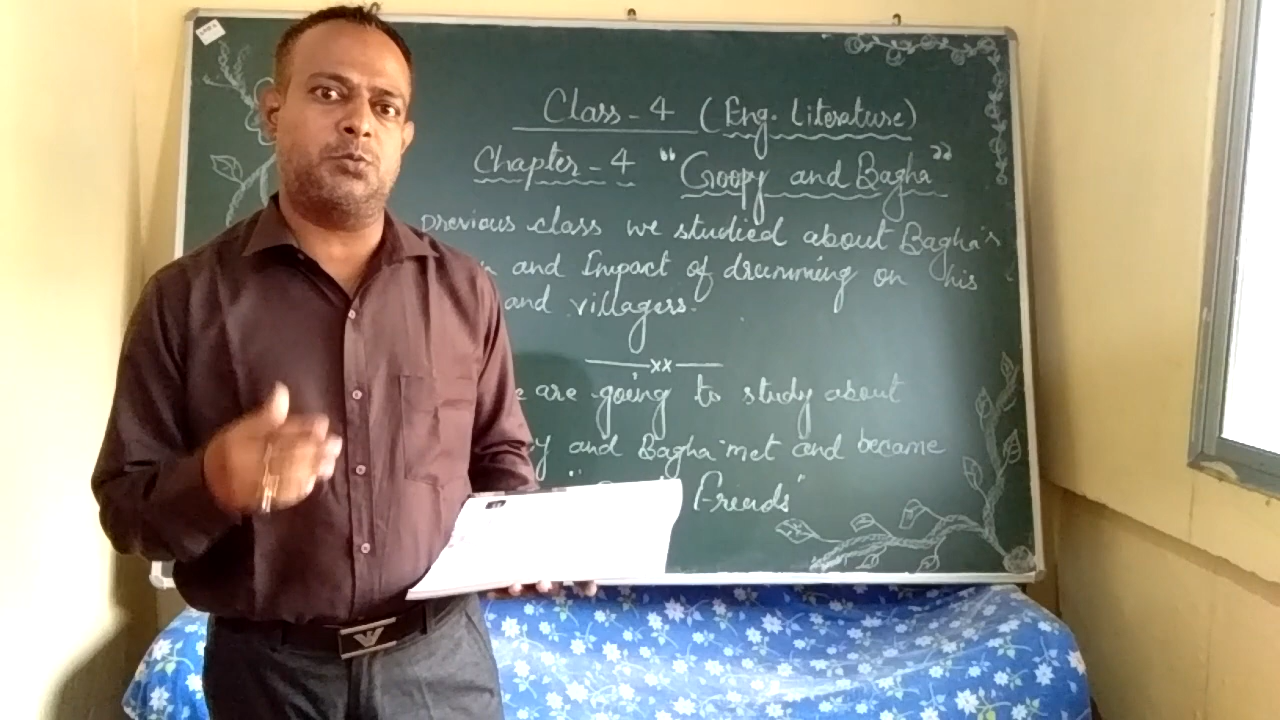 Class - 4 (Eng. Literature)
Chapter - 4 "Goopy and Bagha"
previous class we studied about Bagha's
and Impact of drumming on his
and villagers.
xx
are going to study about
and Bagha met and became
Friends"